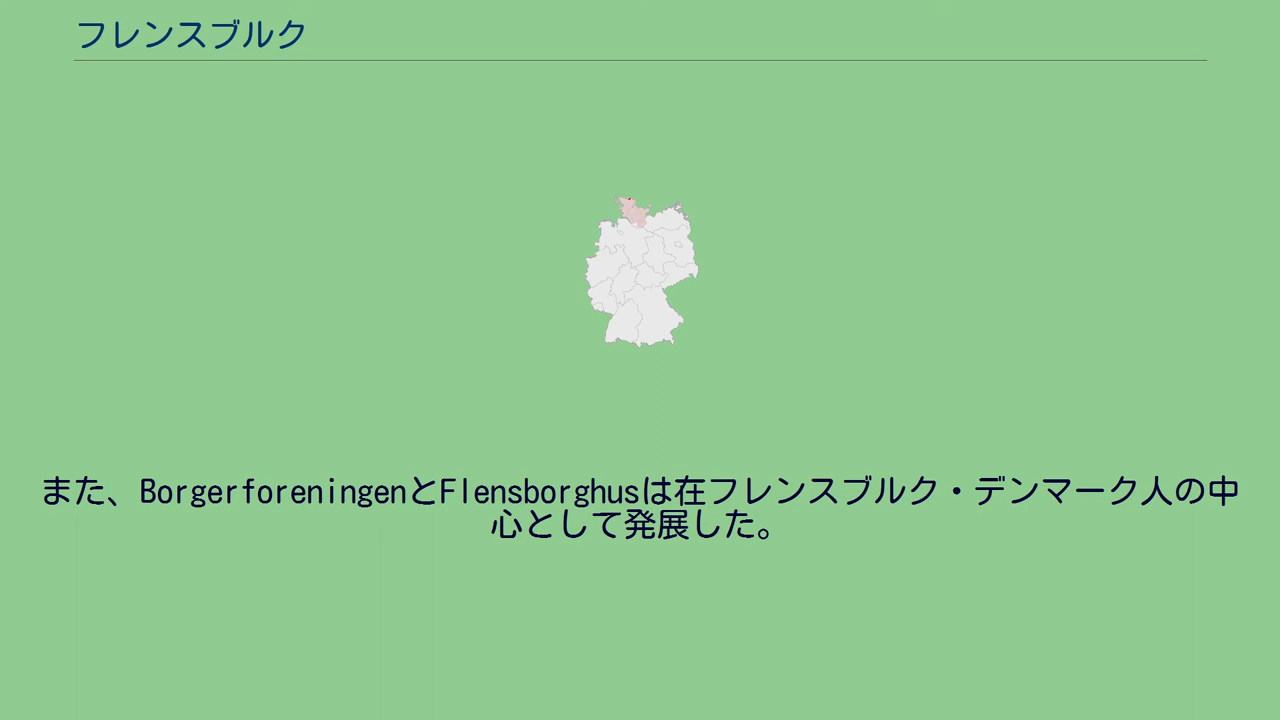 フレンスブルク
また、BorgerforeningenとFlensborghusは在フレンスブルク・デンマーク人の中
心として発展した。